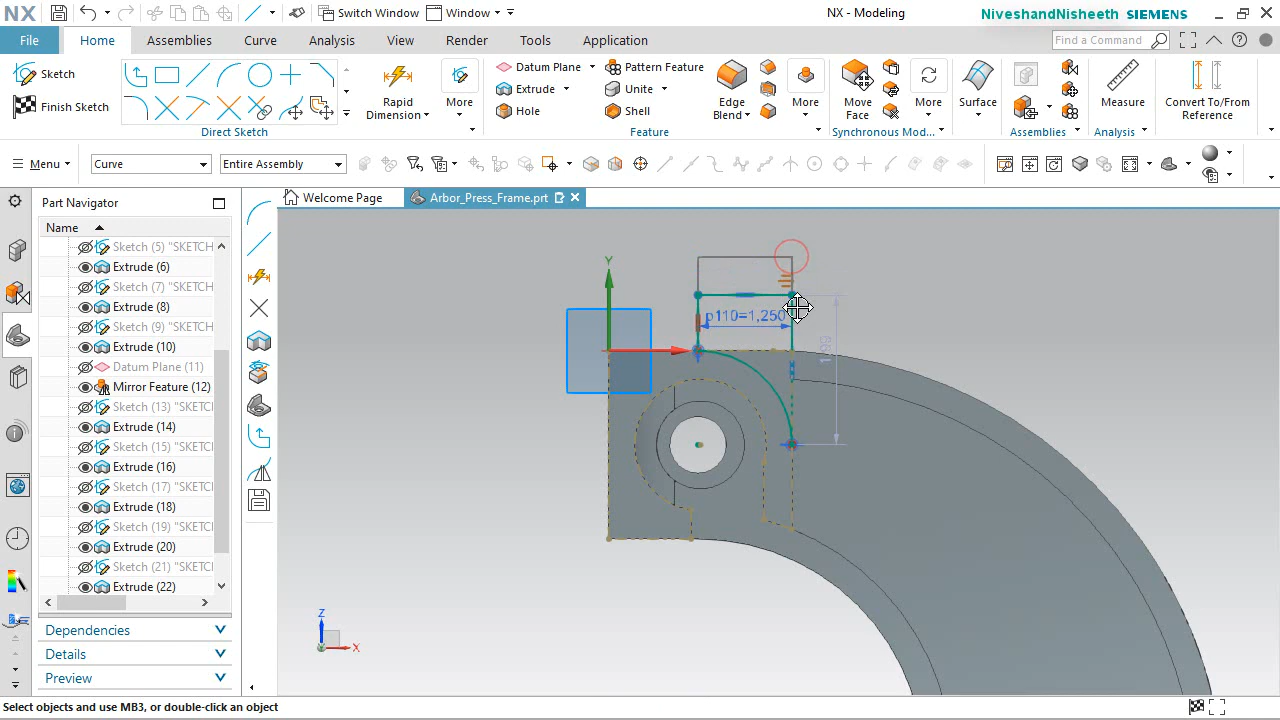 NX
Switch Window
Window
NX - Modeling
NiveshandNisheeth SIEMENS
File
Home
Assemblies
Curve
Analysis
View
Render
Tools
Application
Find a Command
Sketch
Finish Sketch
Direct Sketch
Rapid
Dimension
More
Datum Plane
Extrude
Hole
Pattern Feature
Unite
Shell
Edge
Blend
More
Feature
Move
Face
More
Synchronous Mod...
Surface
Assemblies
Measure
Analysis
Convert To/From
Reference
Menu
Curve
Entire Assembly
Part Navigator
Welcome Page
Arbor_Press_Frame.prt
Name
Sketch (5) "SKETCH
Extrude (6)
Sketch (7) "SKETCH
Extrude (8)
Sketch (9) "SKETCH
Extrude (10)
Datum Plane (11)
Mirror Feature (12)
Sketch (13) "SKETC
Extrude (14)
Sketch (15) "SKETC
Extrude (16)
Sketch (17) "SKETC
Extrude (18)
Sketch (19) "SKETC
Extrude (20)
Sketch (21) "SKETC
Extrude (22)
Dependencies
Details
Preview
Y
p110=1,250
Z
X
Select objects and use MB3, or double-click an object